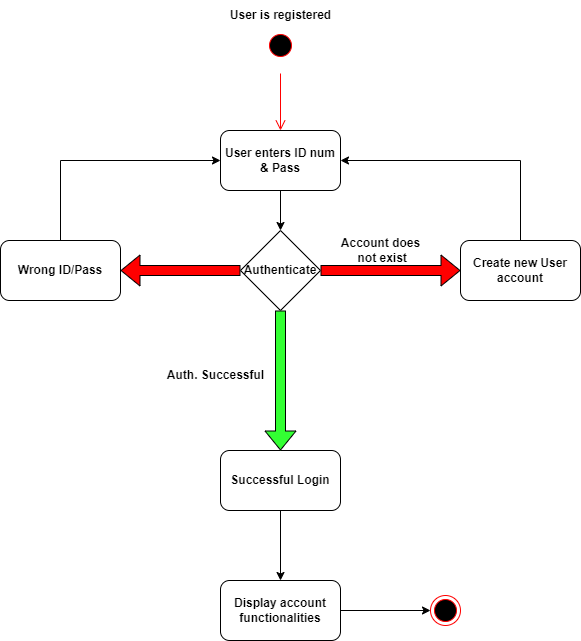 User is registered
User enters ID num
& Pass
Account does
not exist
Wrong ID/Pass
Authenticate
Create new User
account
Auth. Successful
Successful Login
Display account
functionalities